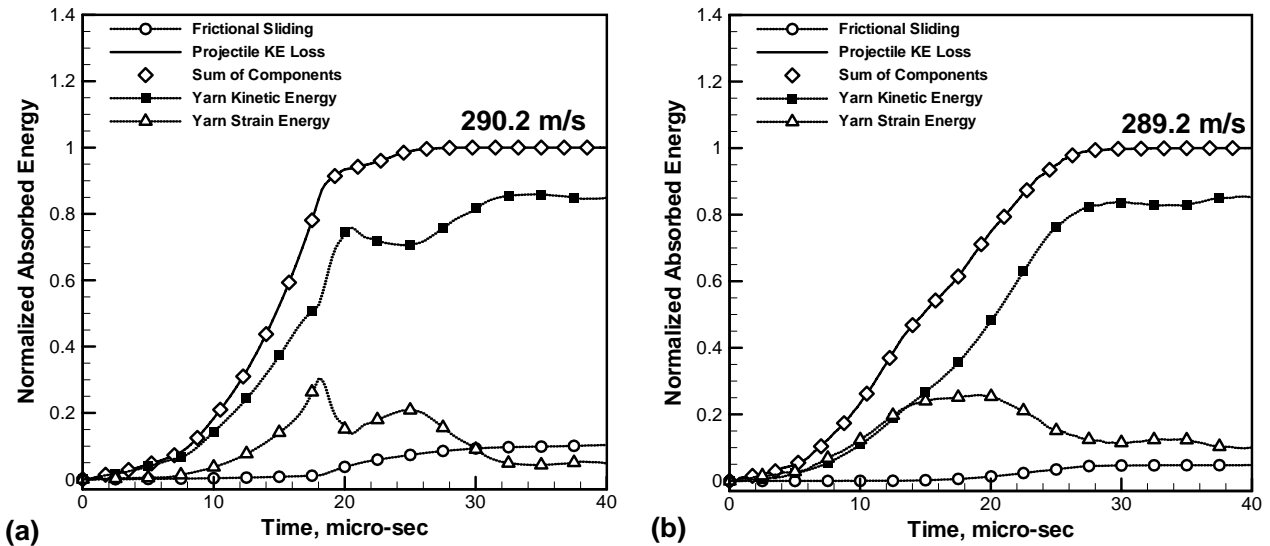 1.4
1.2
1
0.8
0.6
0.4
0.2
0
Normalized Absorbed Energy
Frictional Sliding
Projectile KE Loss
Sum of Components
Yarn Kinetic Energy
Yarn Strain Energy
290.2 m/s
0 10 20 30 40
Time, micro-sec
(a)
1.4
1.2
1
0.8
0.6
0.4
0.2
0
Normalized Absorbed Energy
Frictional Sliding
Projectile KE Loss
Sum of Components
Yarn Kinetic Energy
Yarn Strain Energy
289.2 m/s
0 10 20 30 40
Time, micro-sec
(b)